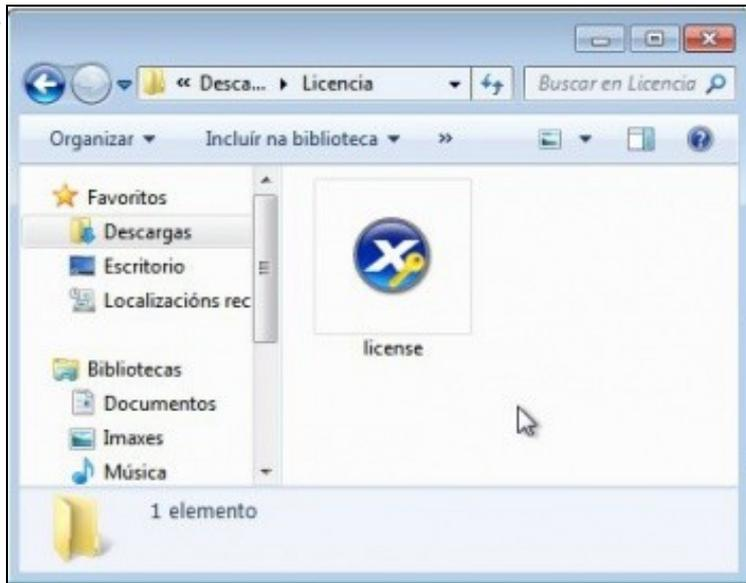 « Desca... Licencia
Buscar en Licencia
Organizar Incluír na biblioteca »
Favoritos
Descargas
Escritorio
Localizacións rec
Bibliotecas
Documentos
Imaxes
Música
license
1 elemento